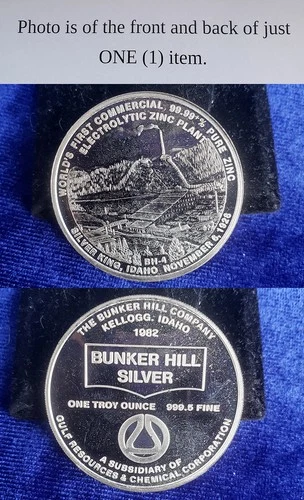 Photo is of the front and back of just
ONE (1) item.
WORLD'S FIRST COMMERCIAL, 99.99+% PURE ZINC
ELECTROLYTIC ZINC PLANT
BH-4
SILVER KING, IDAHO NOVEMBER 6, 1928
THE BUNKER HILL COMPANY
KELLOGG, IDAHO
1982
BUNKER HILL
SILVER
ONE TROY OUNCE 999.5 FINE
A SUBSIDIARY OF
GULF RESOURCES & CHEMICAL CORPORATION